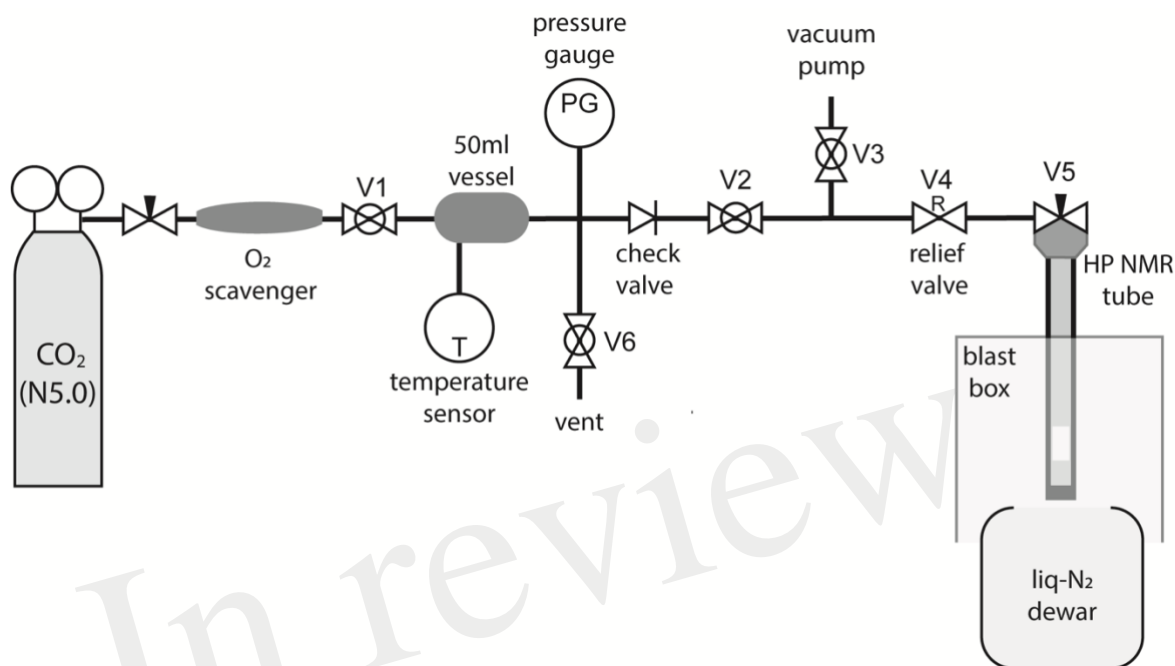 pressure
gauge
vacuum
pump
PG
50ml
vessel
V1
V2
V3
V4
R
V5
O₂
scavenger
check
valve
relief
valve
HP NMR
tube
T
temperature
sensor
V6
vent
CO₂
(N5.0)
blast
box
liq-N₂
dewar
In review